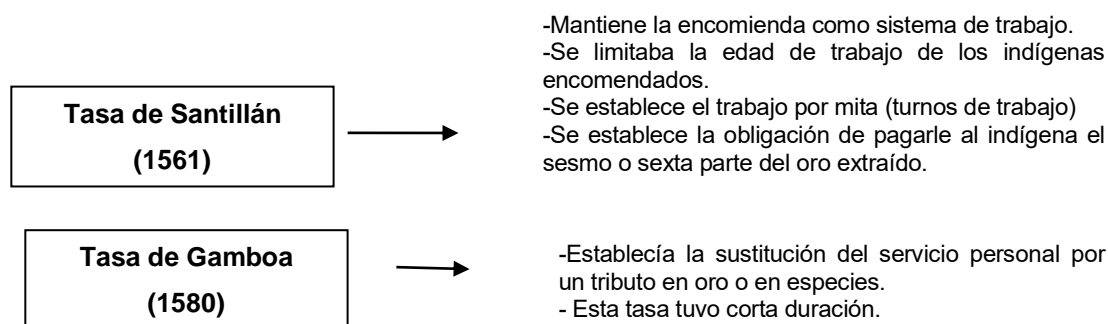 -Mantiene la encomienda como sistema de trabajo.
-Se limitaba la edad de trabajo de los indígenas
encomendados.
-Se establece el trabajo por mita (turnos de trabajo)
-Se establece la obligación de pagarle al indígena el
sesmo o sexta parte del oro extraído.
Tasa de Santillán
(1561)
Tasa de Gamboa
(1580)
-Establecía la sustitución del servicio personal por
un tributo en oro o en especies.
- Esta tasa tuvo corta duración.